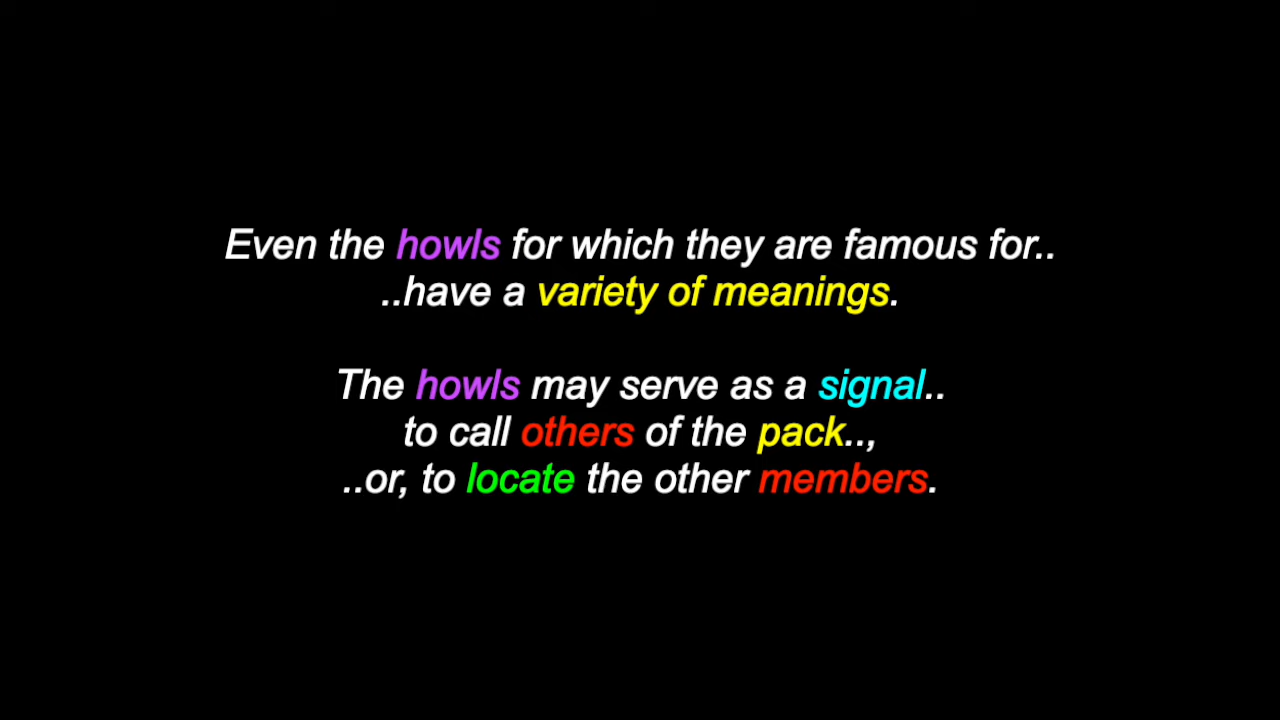 Even the howls for which they are famous for..
..have a variety of meanings.
The howls may serve as a signal..
to call others of the pack..,
..or, to locate the other members.